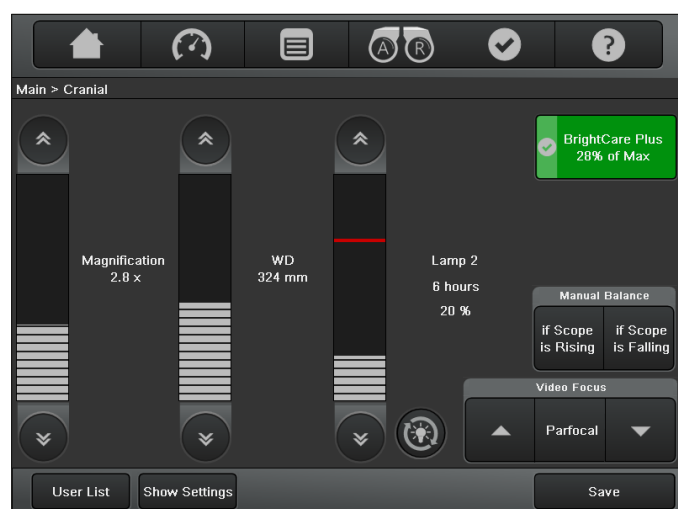 A R
?
Main > Cranial
BrightCare Plus
28% of Max
Magnification
2.8 x
WD
324 mm
Lamp 2
6 hours
20 %
Manual Balance
if Scope
is Rising
if Scope
is Falling
Video Focus
Parfocal
User List
Show Settings
Save